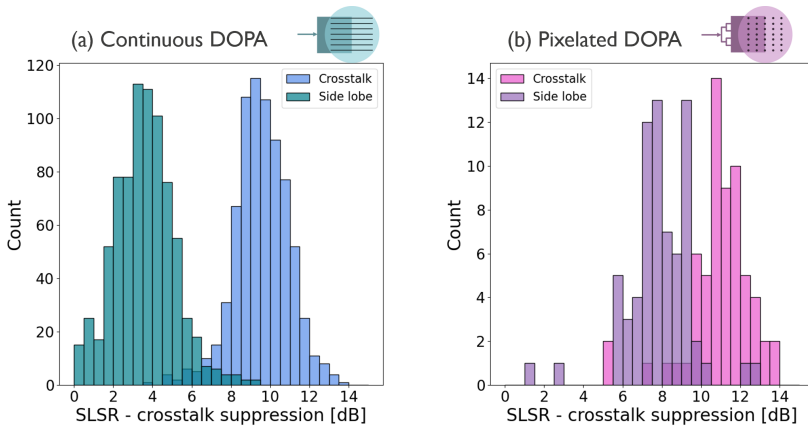 (a) Continuous DOPA
120
100
80
60
40
20
0
Count
Crosstalk
Side lobe
0 2 4 6 8 10 12 14
SLSR - crosstalk suppression [dB]
(b) Pixelated DOPA
14
12
10
8
6
4
2
0
Count
Crosstalk
Side lobe
0 2 4 6 8 10 12 14
SLSR - crosstalk suppression [dB]